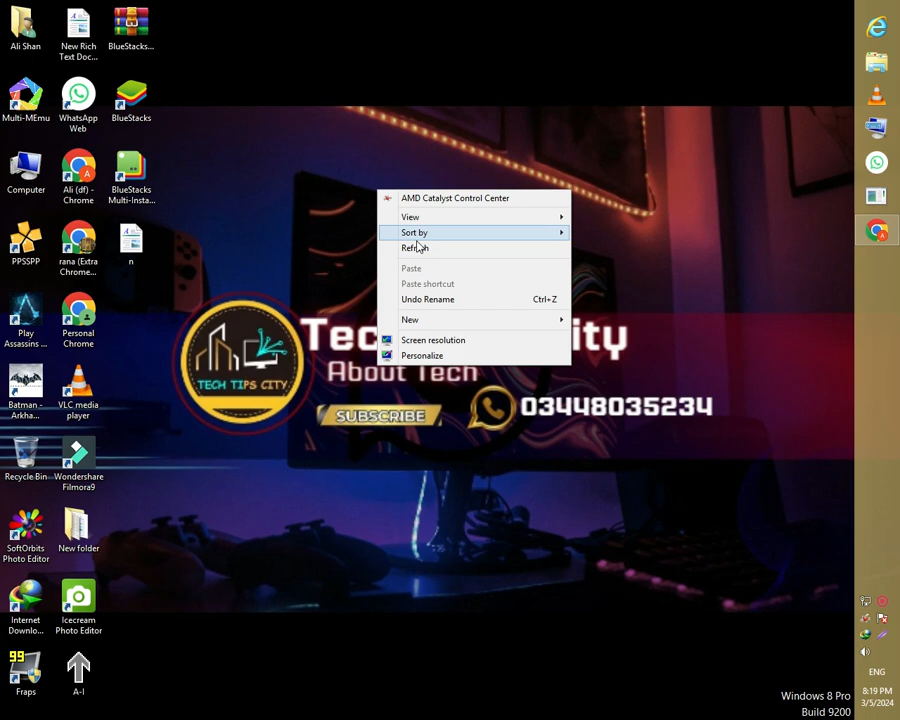 Ali Shan
New Rich
Text Doc...
BlueStacks...
Multi-MEmu
WhatsApp
Web
BlueStacks
Computer
Ali (df) -
Chrome
BlueStacks
Multi-Insta...
PPSSPP
rana (Extra
Chrome...
n
Play
Assassins ...
Personal
Chrome
Batman -
Arkha...
VLC media
player
Recycle Bin
Wondershare
Filmora9
SoftOrbits
Photo Editor
New folder
Internet
Downlo...
Icecream
Photo Editor
99
Fraps
A-I
AMD Catalyst Control Center
View
Sort by
Refresh
Paste
Paste shortcut
Undo Rename Ctrl+Z
New
Screen resolution
Personalize
TECH TIPS CITY
About Tech
SUBSCRIBE
03448035234
ENG
8:19 PM
3/5/2024
Windows 8 Pro
Build 9200